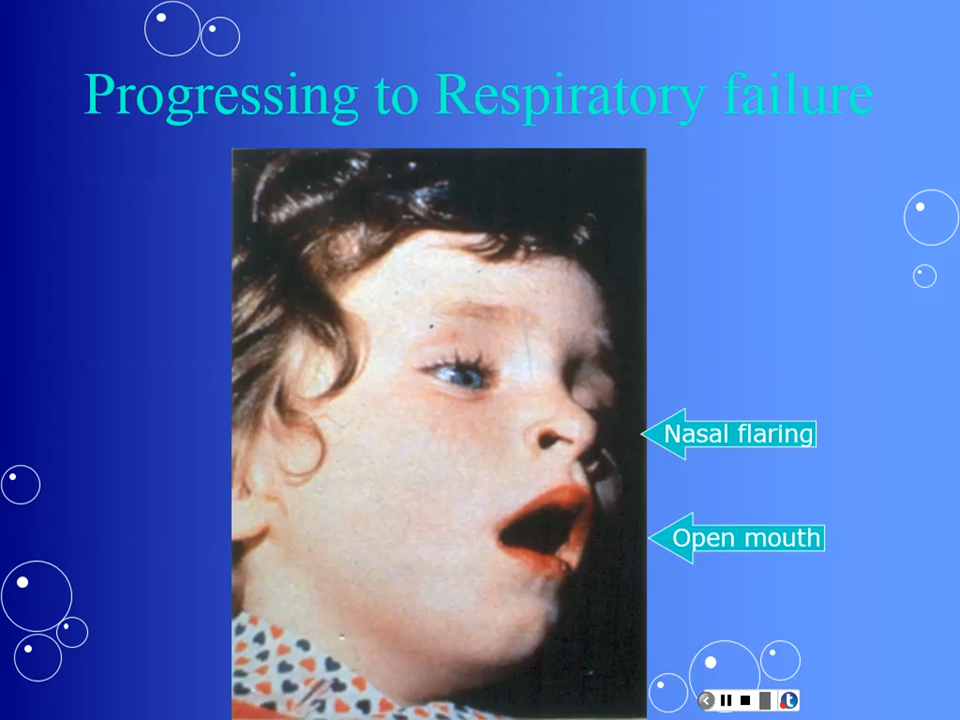 Progressing to Respiratory failure
Nasal flaring
Open mouth